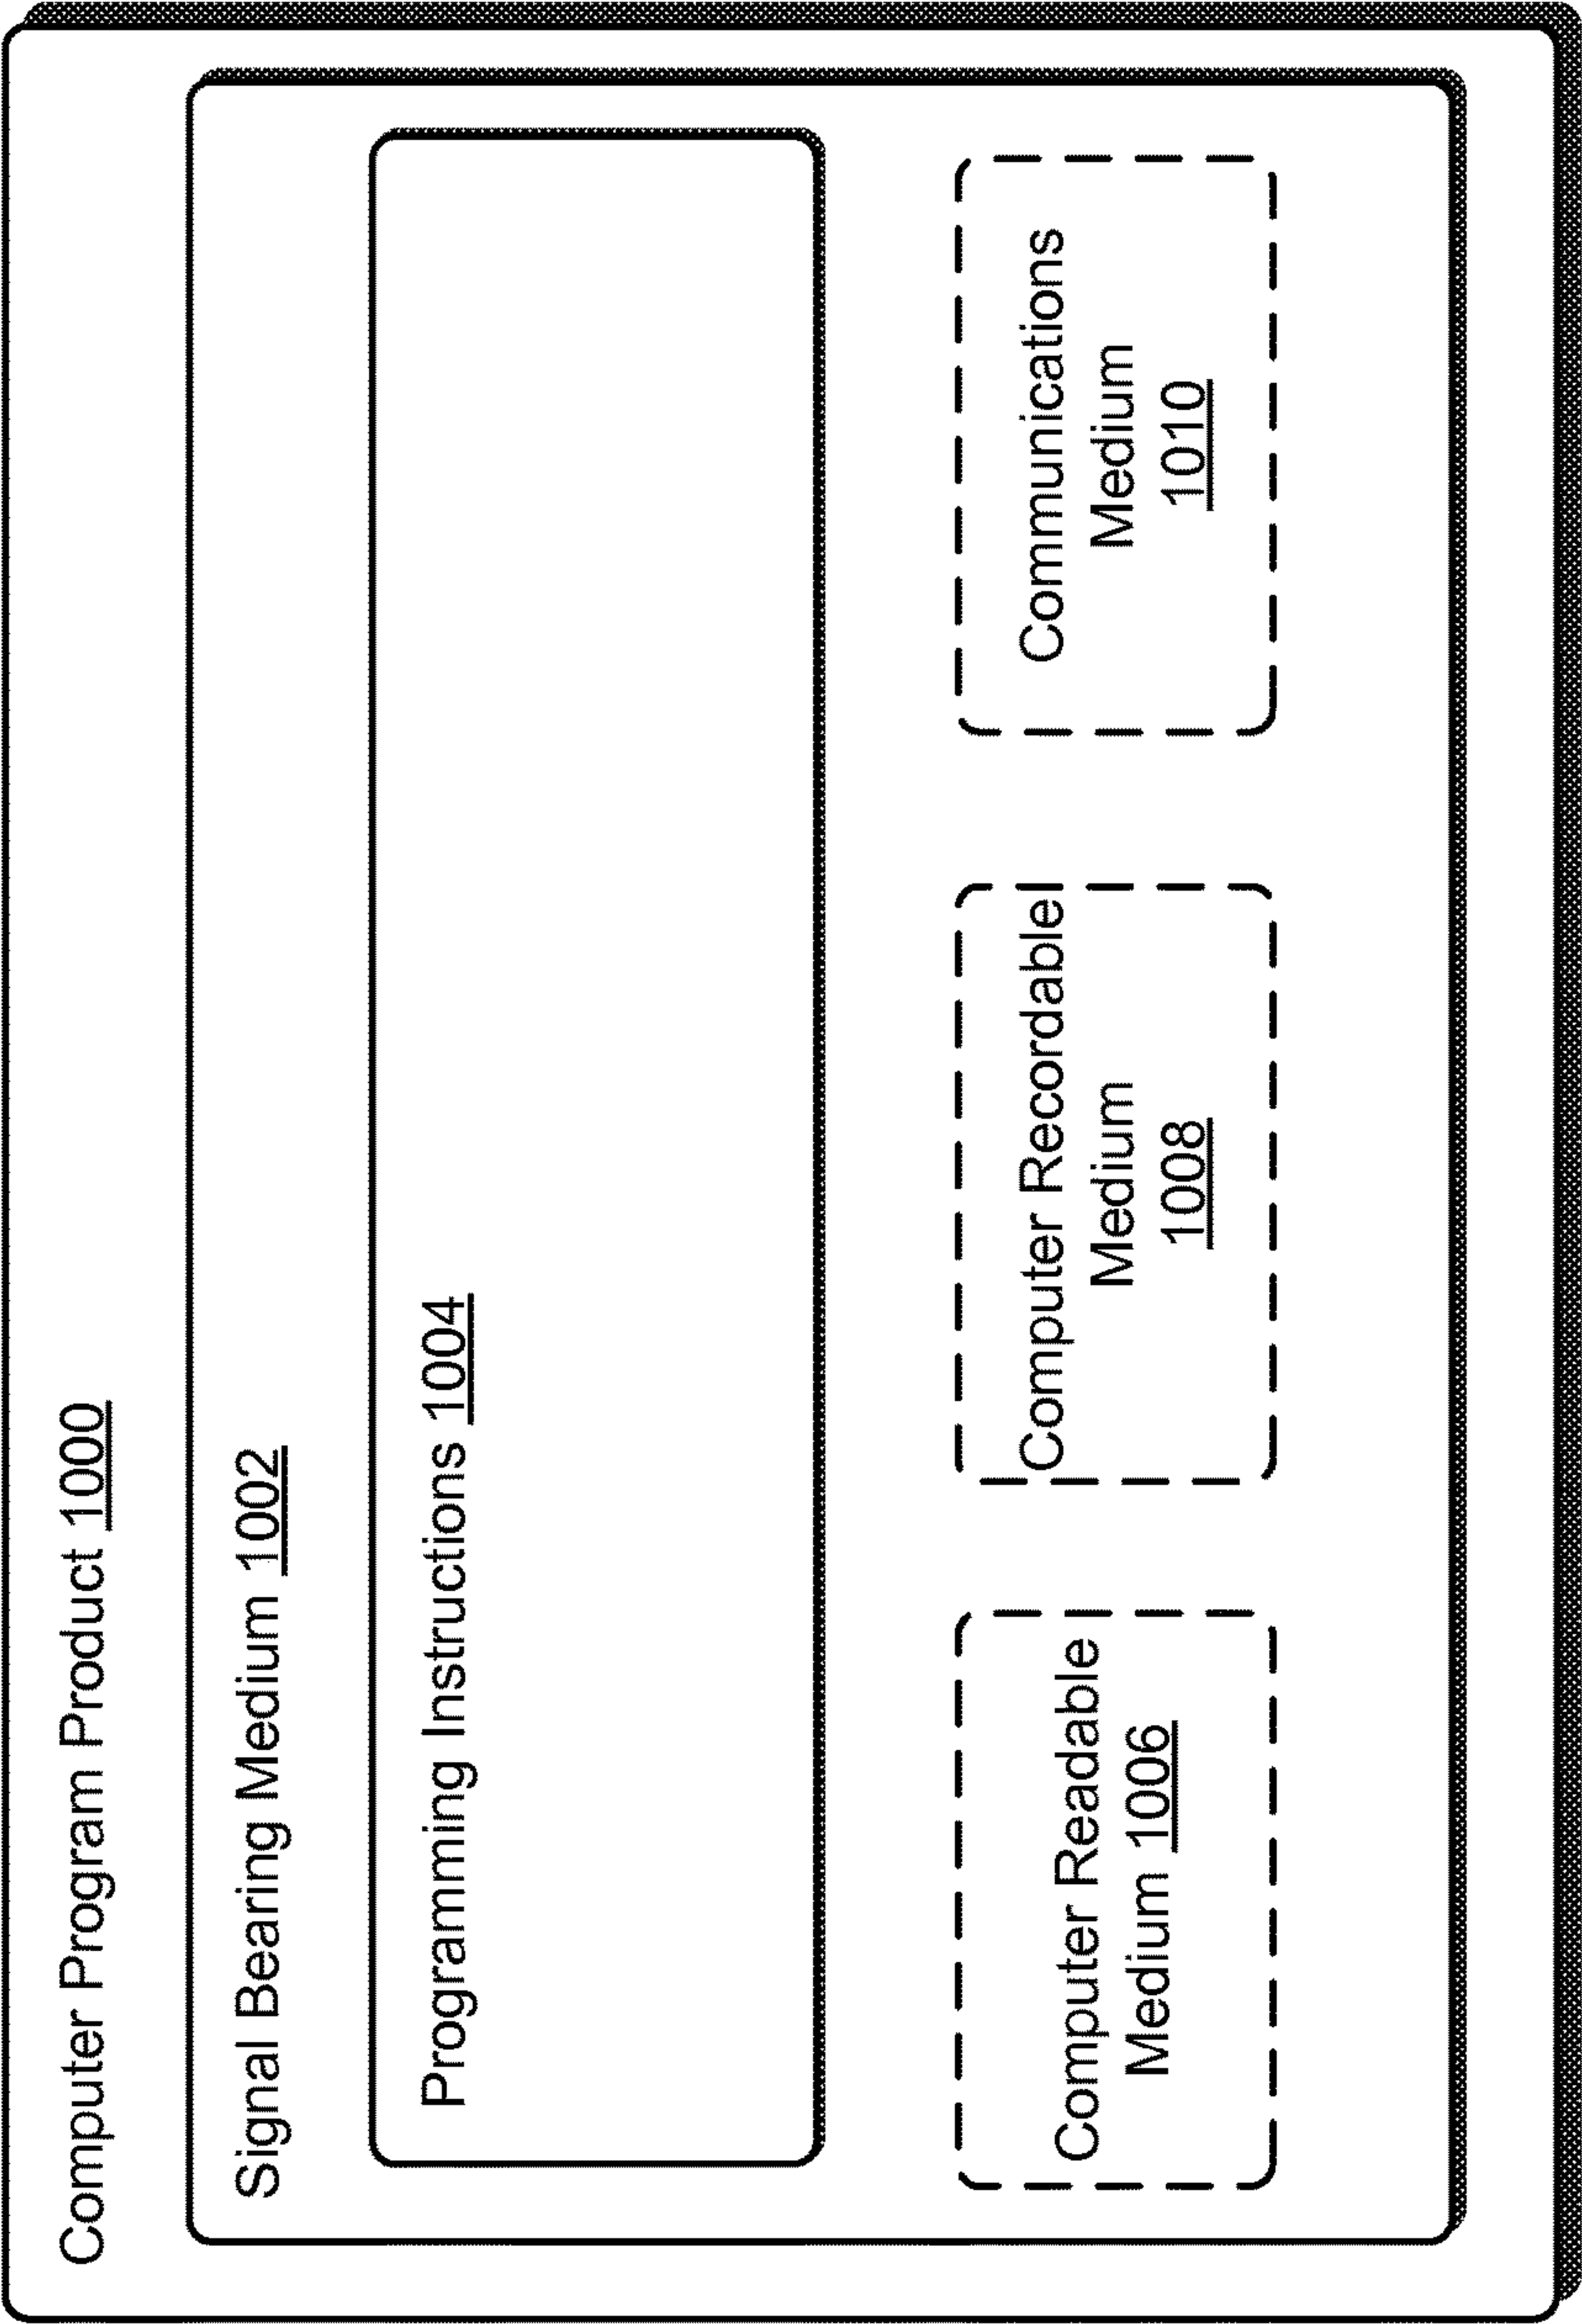 Computer Program Product 1000
Signal Bearing Medium 1002
Programming Instructions 1004
Computer Readable
Medium 1006
Computer Recordable
Medium
1008
Communications
Medium
1010